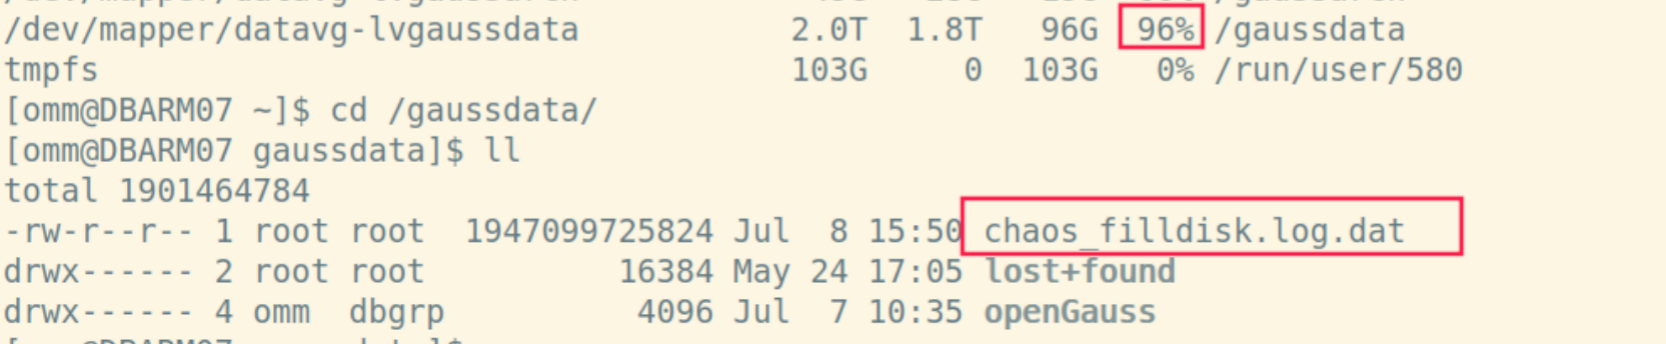 /dev/mapper/datavg-lvgaussdata 2.0T 1.8T 96G 96% /gaussdata
tmpfs 103G 0 103G 0% /run/user/580
[omm@DBARM07 ~]$ cd /gaussdata/
[omm@DBARM07 gaussdata]$ ll
total 1901464784
-rw-r--r-- 1 root root 1947099725824 Jul 8 15:50 chaos_filldisk.log.dat
drwx------ 2 root root 16384 May 24 17:05 lost+found
drwx------ 4 omm dbgrp 4096 Jul 7 10:35 openGauss